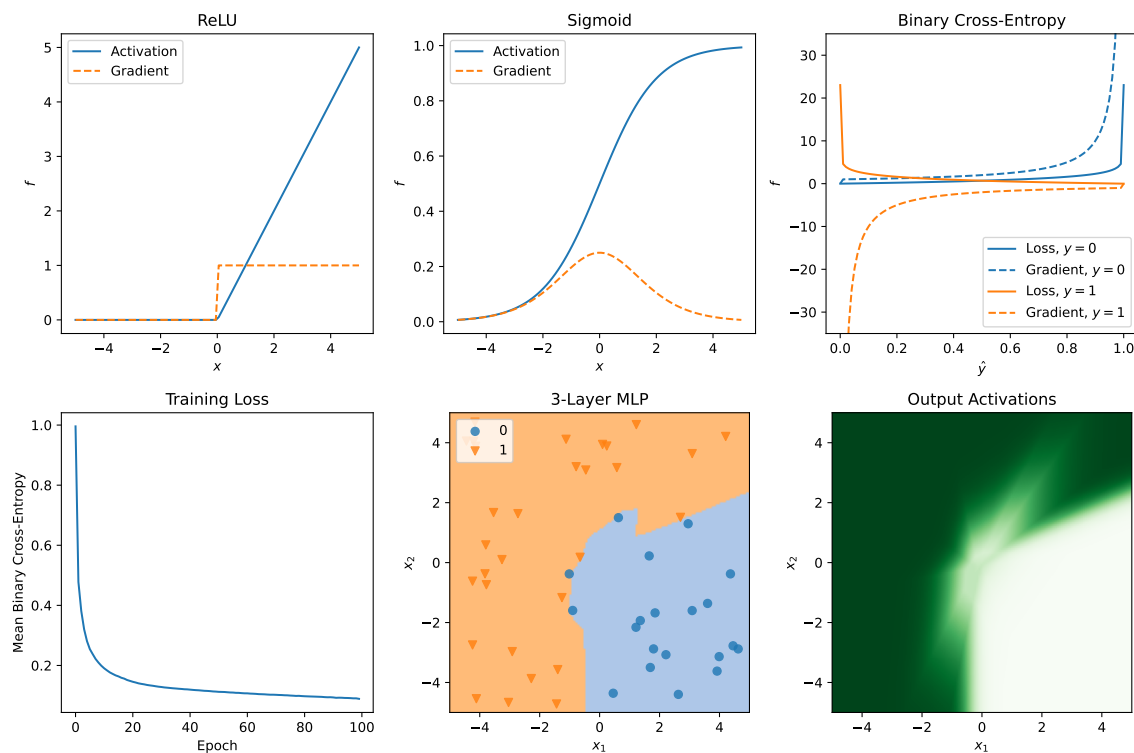 ReLU
Activation
Gradient
5
4
3
2
1
0
f
−4
−2
0
2
4
x
Sigmoid
Activation
Gradient
1.0
0.8
0.6
0.4
0.2
0.0
f
−4
−2
0
2
4
x
Binary Cross-Entropy
30
20
10
0
−10
−20
−30
f
Loss, y = 0
Gradient, y = 0
Loss, y = 1
Gradient, y = 1
0.0
0.2
0.4
0.6
0.8
1.0
ŷ
Training Loss
1.0
0.8
0.6
0.4
0.2
Mean Binary Cross-Entropy
0
20
40
60
80
100
Epoch
3-Layer MLP
0
1
4
2
0
−2
−4
x₂
−4
−2
0
2
4
x₁
Output Activations
4
2
0
−2
−4
x₂
−4
−2
0
2
4
x₁